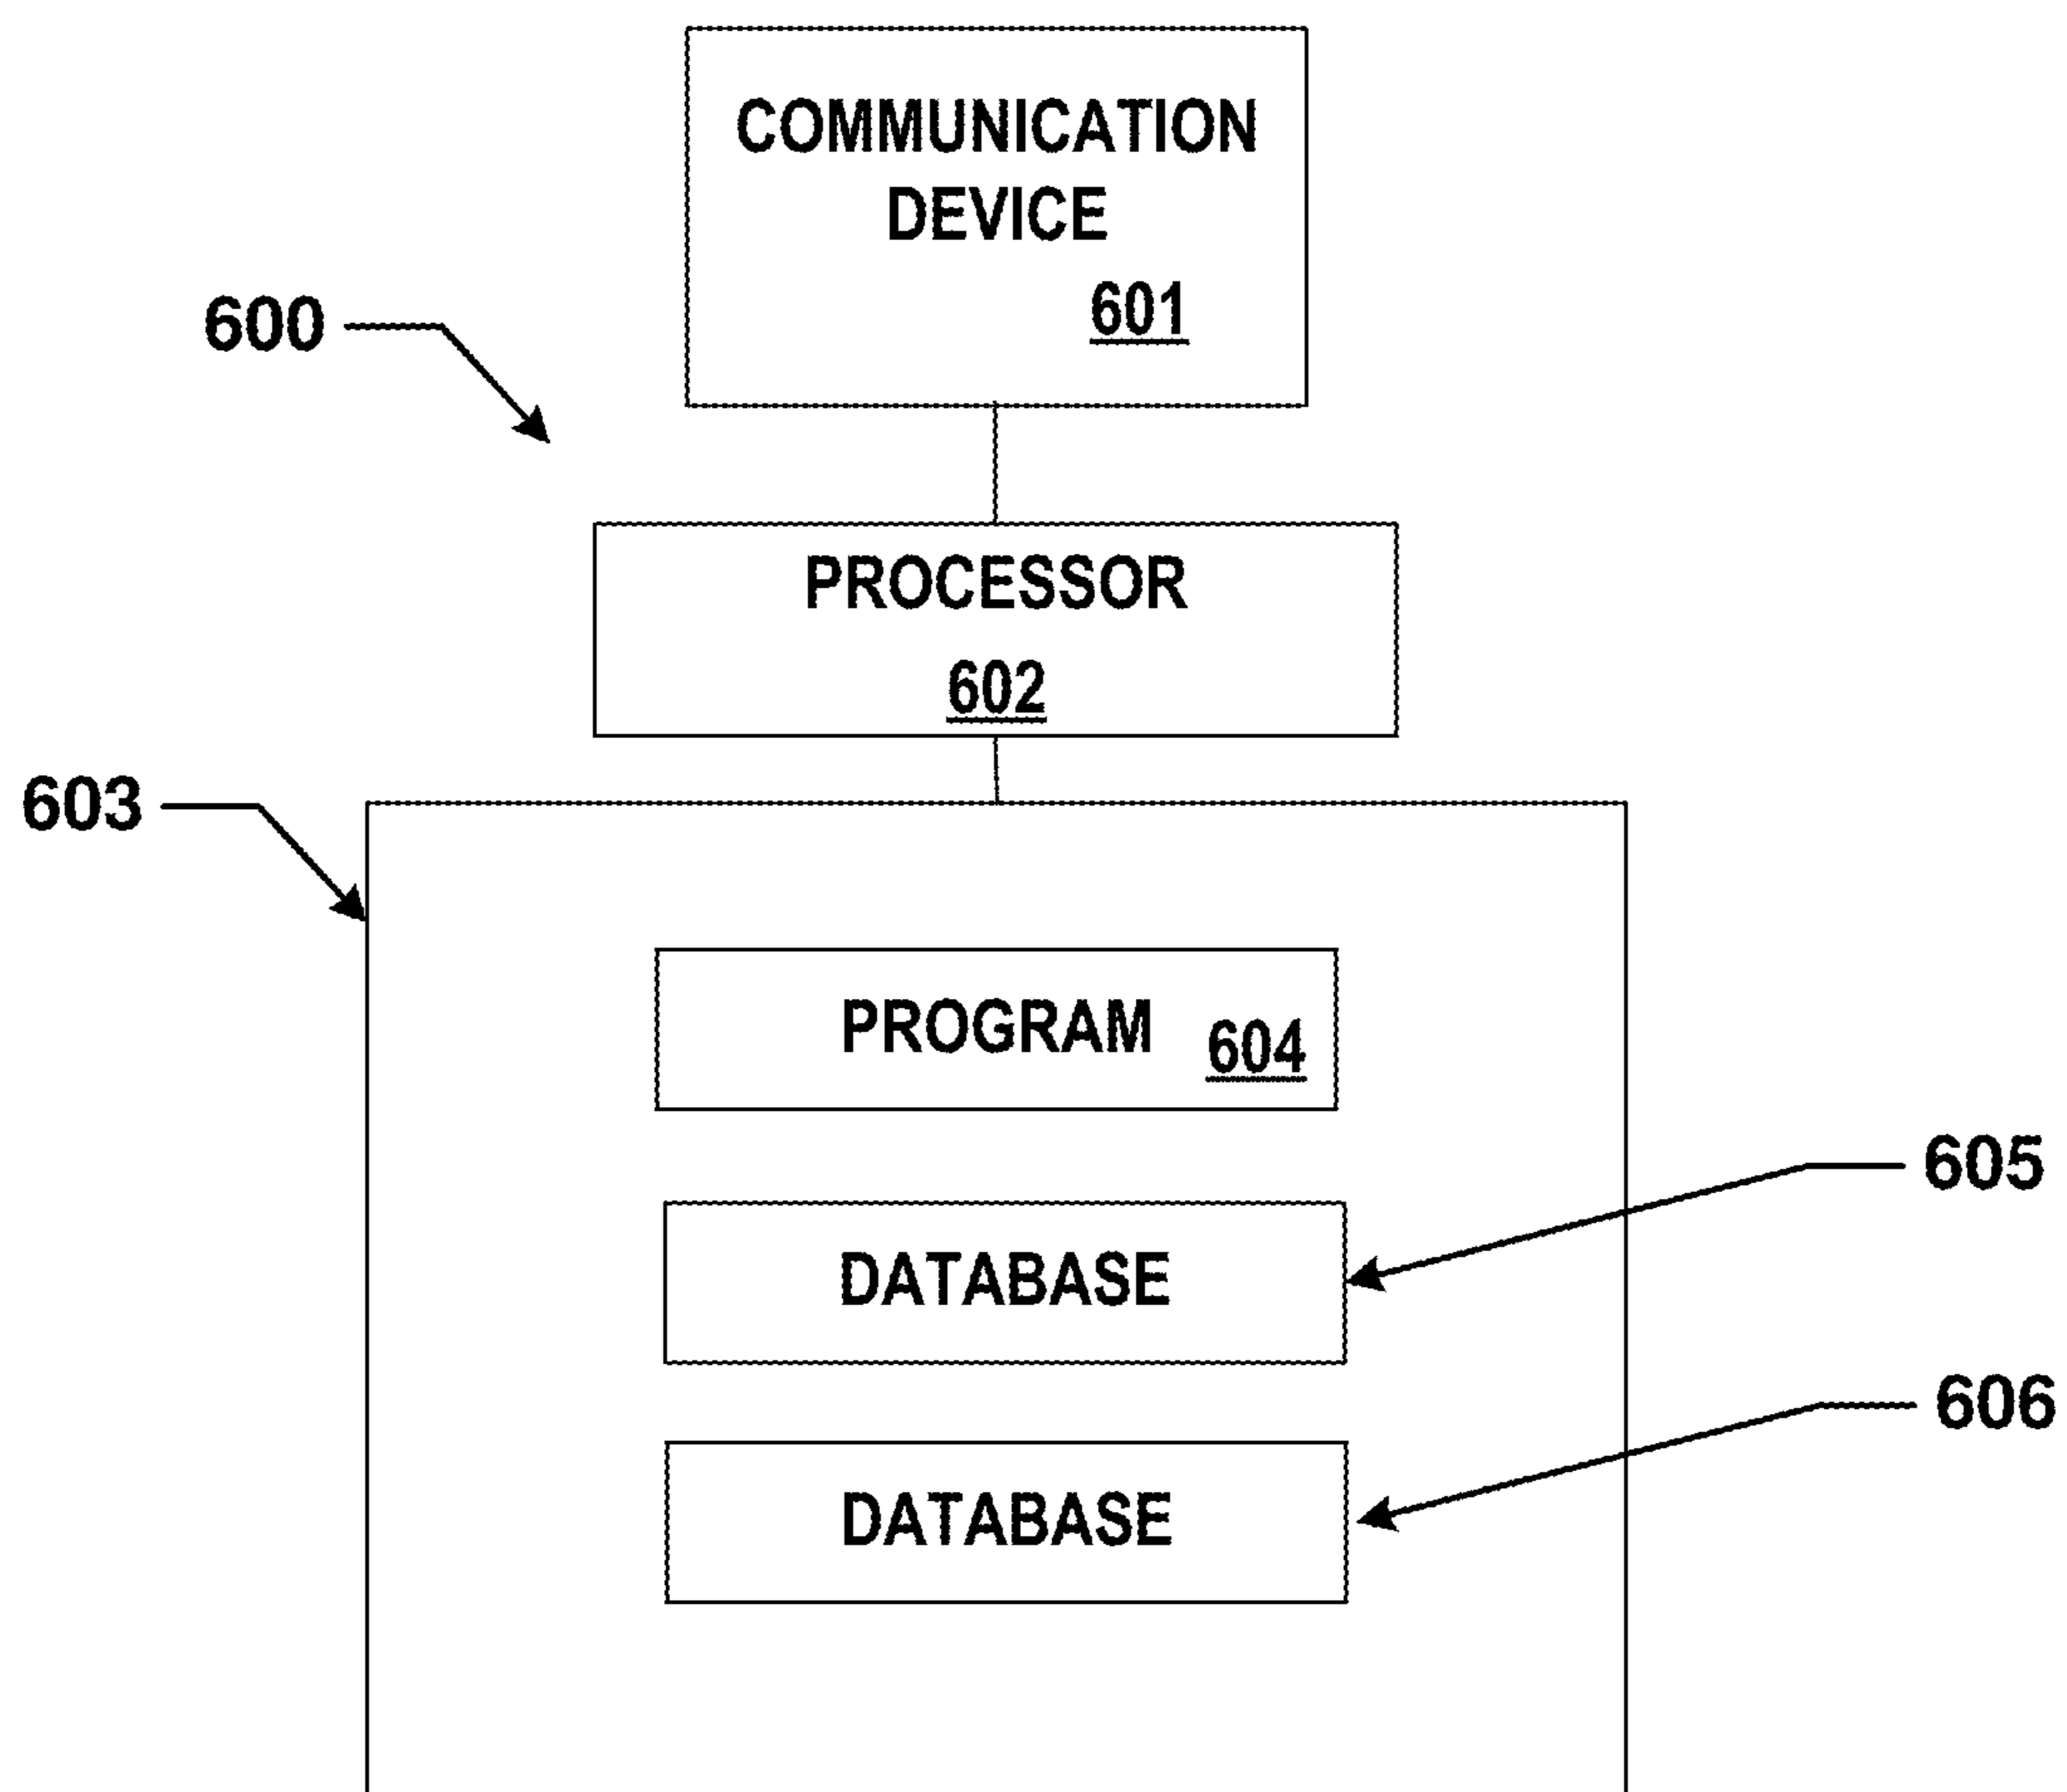 COMMUNICATION
DEVICE
601
600
PROCESSOR
602
603
PROGRAM 604
605
DATABASE
606
DATABASE